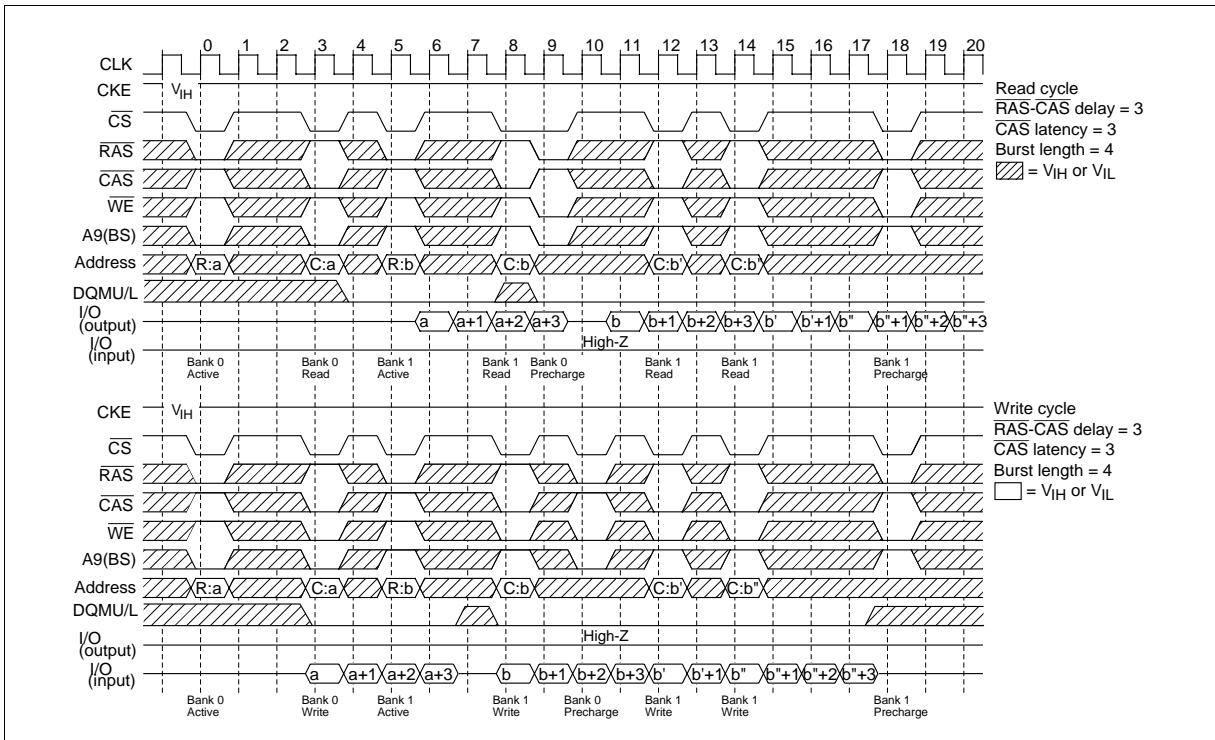 0 1 2 3 4 5 6 7 8 9 10 11 12 13 14 15 16 17 18 19 20
CLK
CKE VIH
CS
RAS
CAS
WE
A9(BS)
Address R:a C:a R:b C:b C:b' C:b"
DQMU/L
I/O (output) a a+1 a+2 a+3 b b+1 b+2 b+3 b' b'+1 b" b"+1 b"+2 b"+3
I/O (input) High-Z
Bank 0 Active
Bank 0 Read
Bank 1 Active
Bank 1 Read
Bank 0 Precharge
Bank 1 Read
Bank 1 Read
Bank 1 Precharge
Read cycle
RAS-CAS delay = 3
CAS latency = 3
Burst length = 4
= VIH or VIL
CKE VIH
CS
RAS
CAS
WE
A9(BS)
Address R:a C:a R:b C:b C:b' C:b"
DQMU/L
I/O (output) High-Z
I/O (input) a a+1 a+2 a+3 b b+1 b+2 b+3 b' b'+1 b" b"+1 b"+2 b"+3
Bank 0 Active
Bank 0 Write
Bank 1 Active
Bank 1 Write
Bank 0 Precharge
Bank 1 Write
Bank 1 Write
Bank 1 Precharge
Write cycle
RAS-CAS delay = 3
CAS latency = 3
Burst length = 4
= VIH or VIL